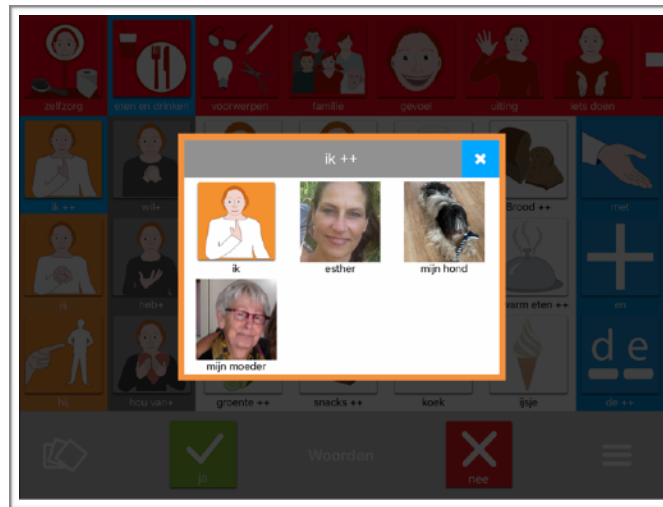 zelfzorg eten en drinken voorwerpen familie gevoel uiting iets doen
ik ++ ×
ik esther mijn hond
mijn moeder
ik ++ wil+ Brood ++ met
heb+ warm eten ++ en
de
hij hou van+ groente ++ snacks ++ koek ijsje de ++
Woorden
ja nee